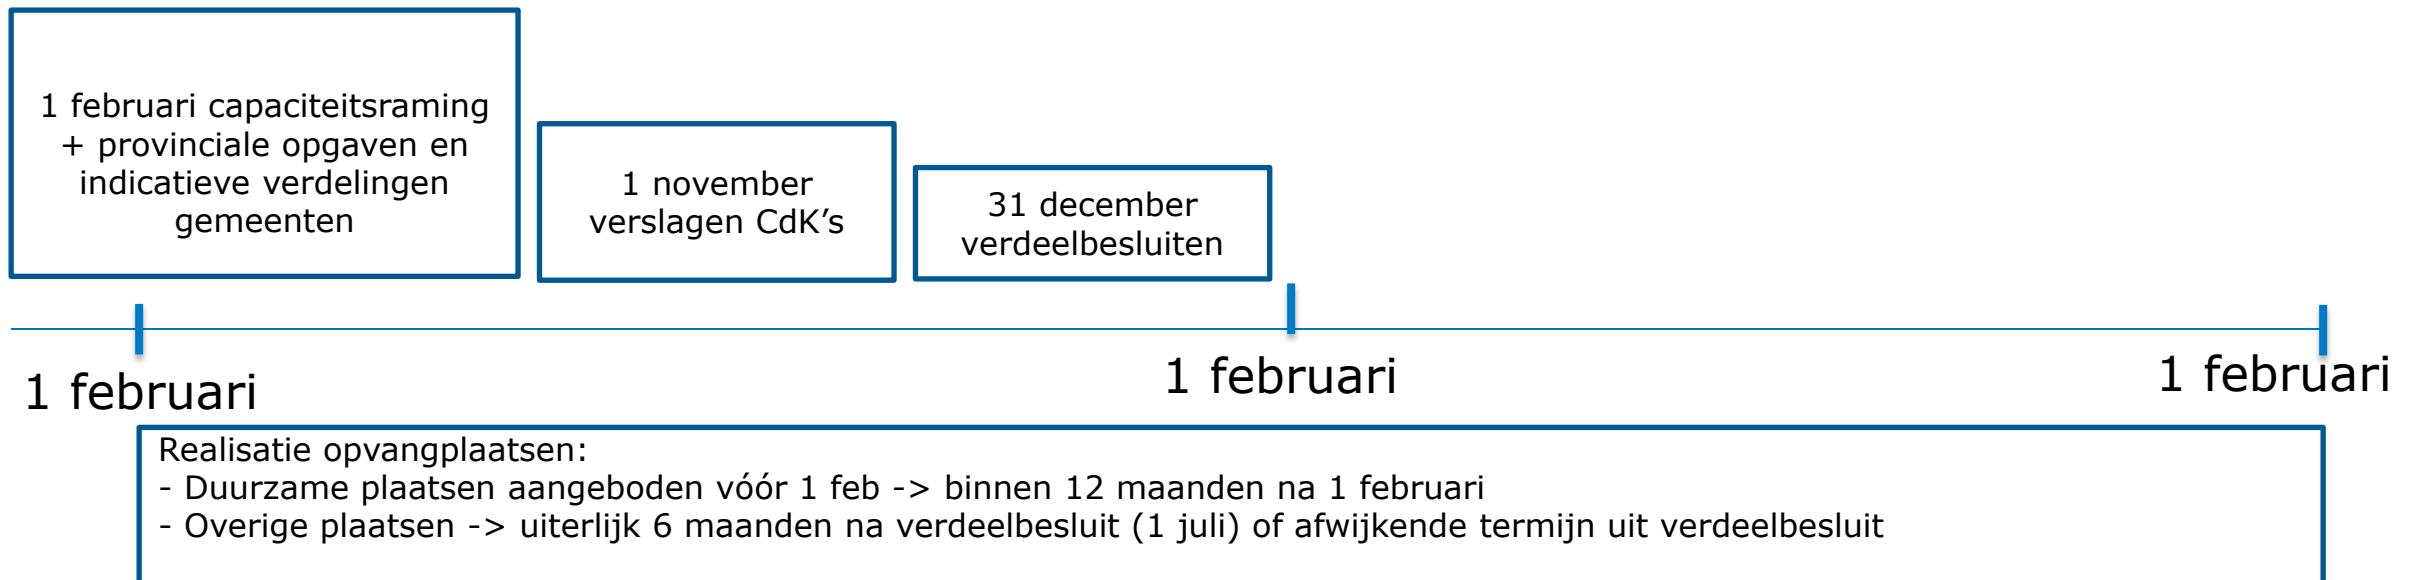 1 februari capaciteitsraming
+ provinciale opgaven en
indicatieve verdelingen
gemeenten
1 november
verslagen CdK’s
31 december
verdeelbesluiten
1 februari
1 februari
1 februari
Realisatie opvangplaatsen:
- Duurzame plaatsen aangeboden vóór 1 feb -> binnen 12 maanden na 1 februari
- Overige plaatsen -> uiterlijk 6 maanden na verdeelbesluit (1 juli) of afwijkende termijn uit verdeelbesluit